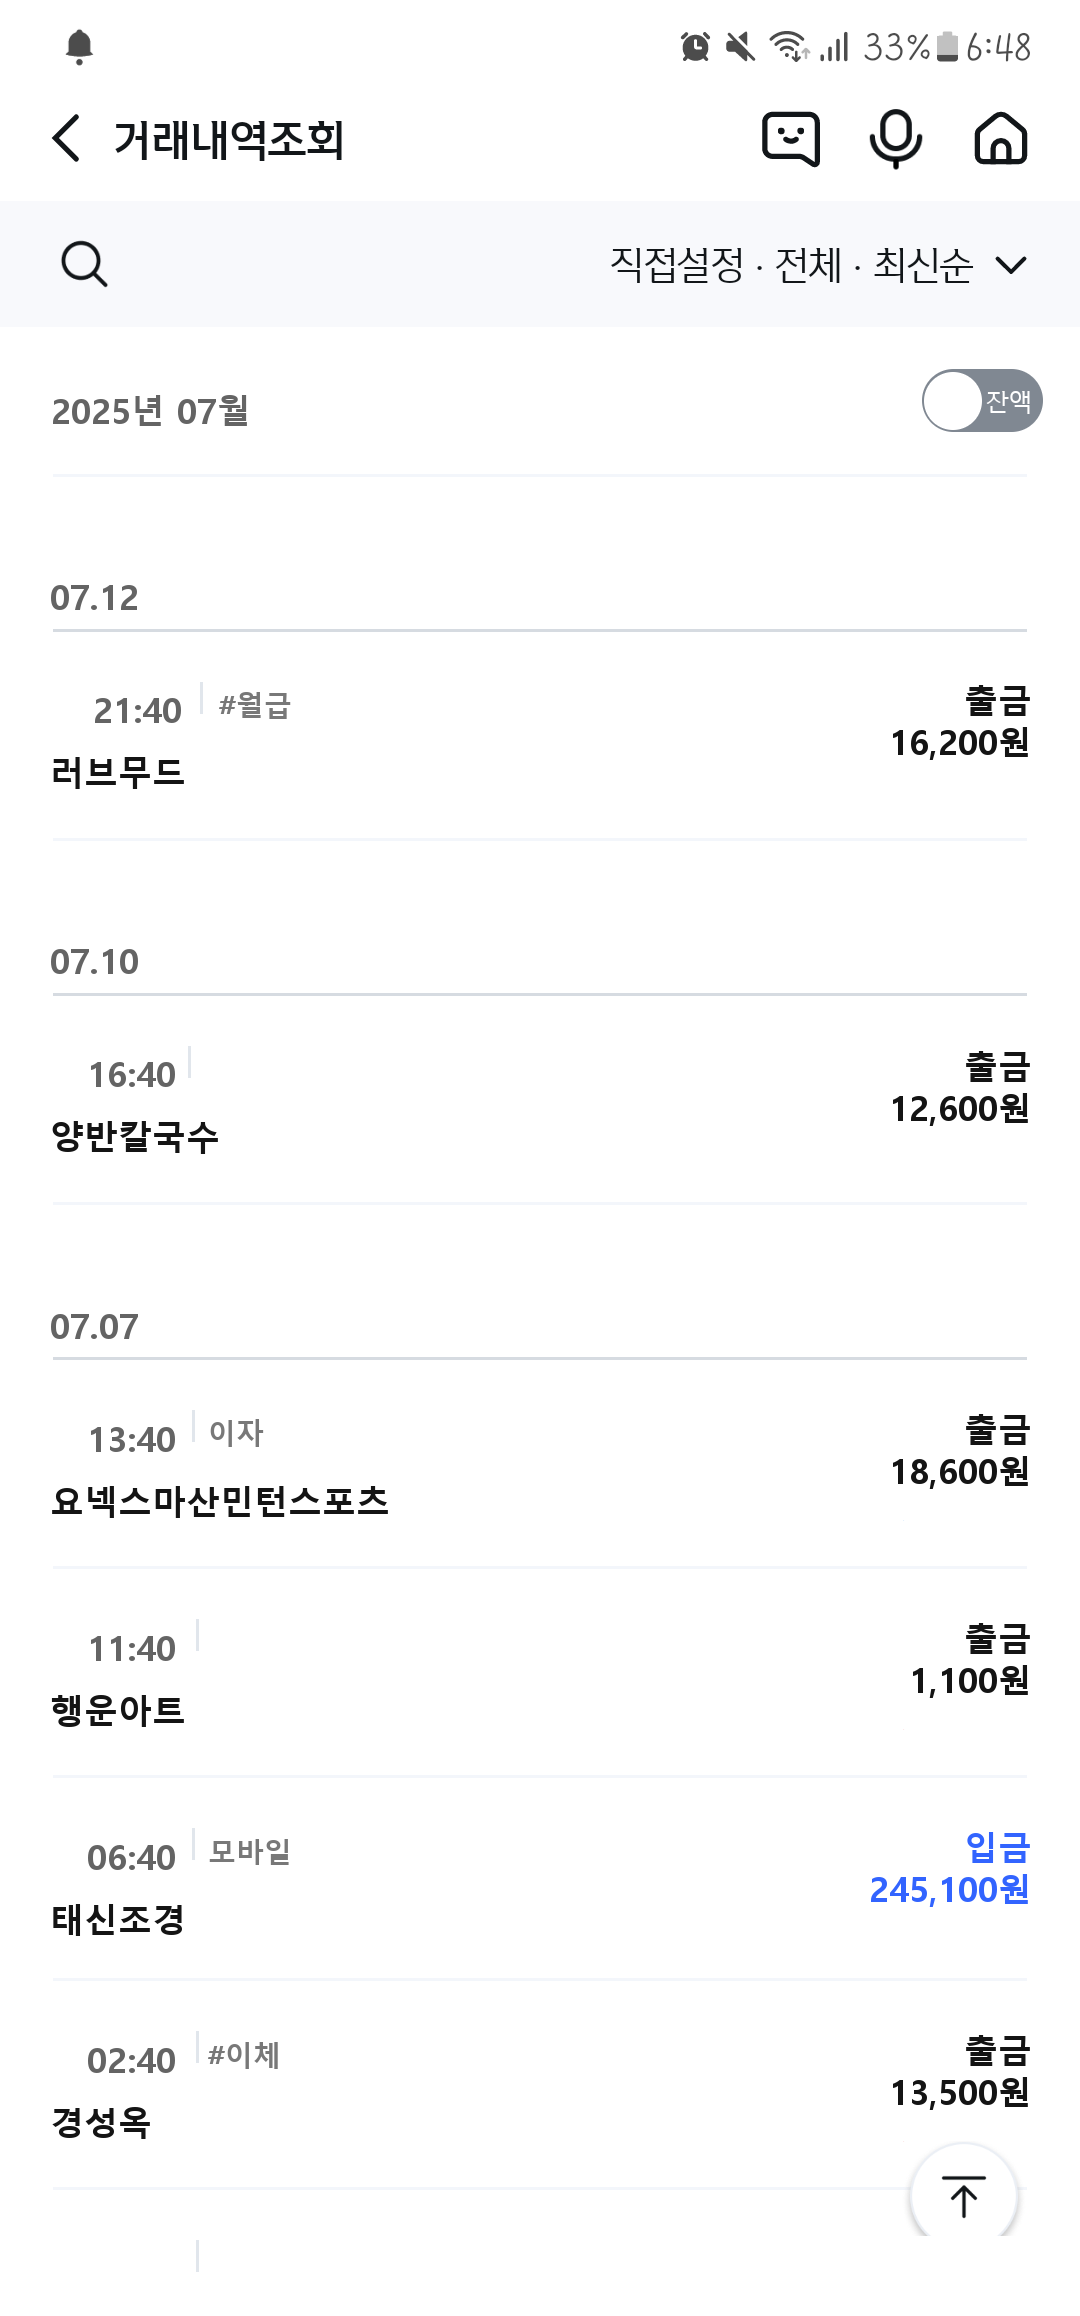 33% 6:48
거래내역조회
직접설정 · 전체 · 최신순
2025년 07월
잔액
07.12
21:40 #월급
출금
16,200원
러브무드
07.10
16:40
출금
12,600원
양반칼국수
07.07
13:40 이자
출금
18,600원
요넥스마산민턴스포츠
11:40
출금
1,100원
행운아트
06:40 모바일
입금
245,100원
태신조경
02:40 #이체
출금
13,500원
경성옥